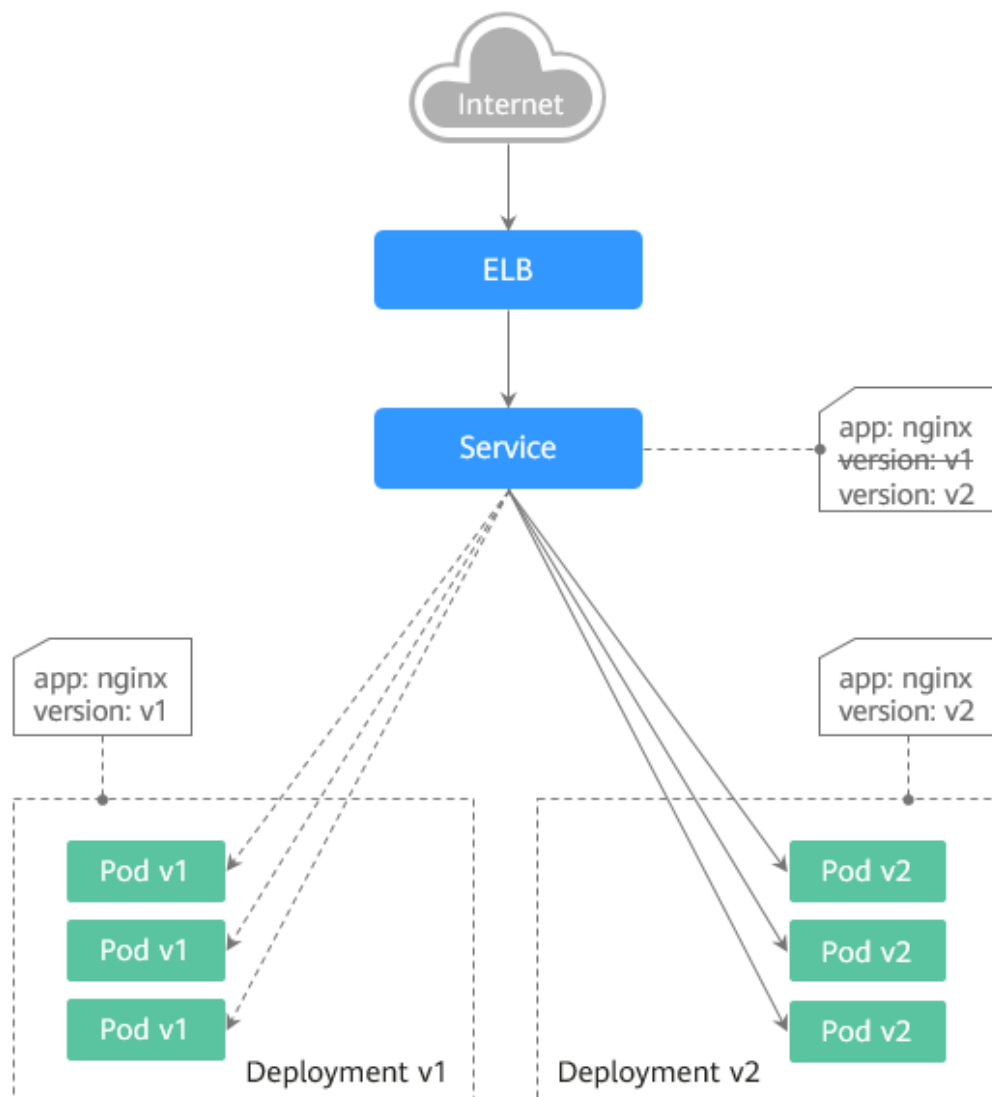 Internet
ELB
Service
app: nginx
version: v1
version: v2
app: nginx
version: v1
app: nginx
version: v2
Pod v1
Pod v1
Pod v1
Deployment v1
Pod v2
Pod v2
Pod v2
Deployment v2